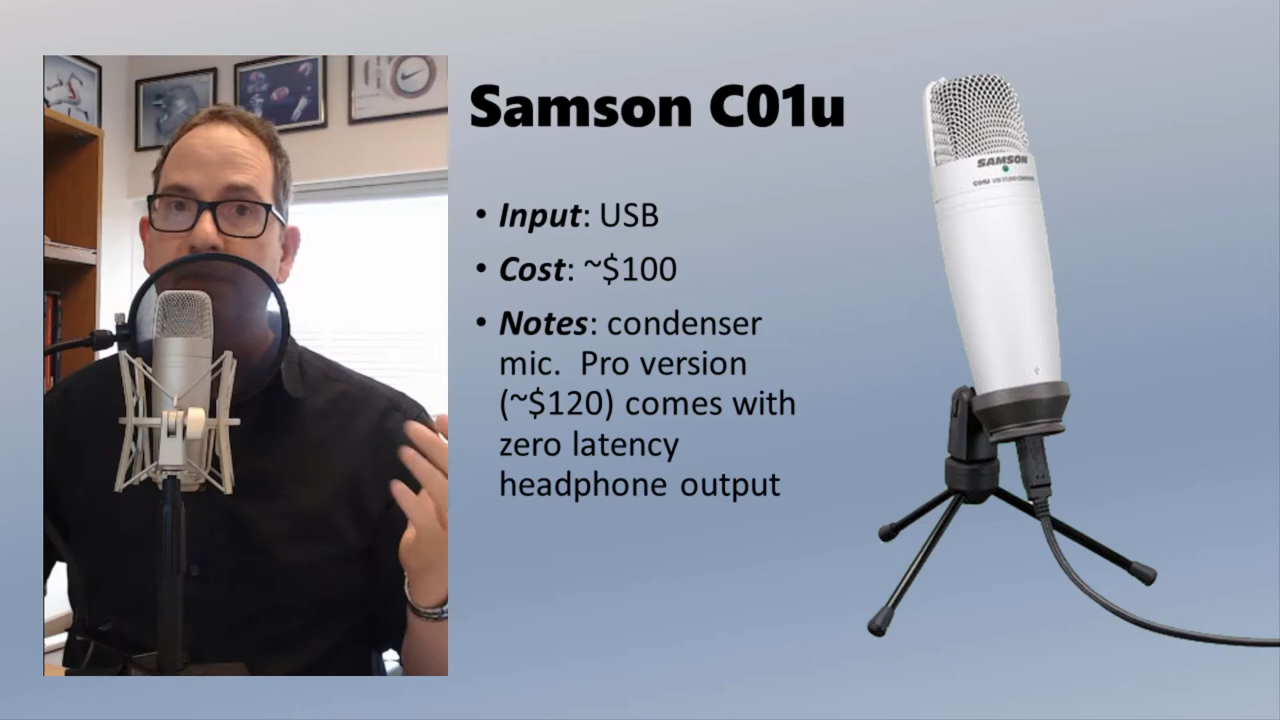 Samson C01u
• Input: USB
• Cost: ~$100
• Notes: condenser
mic.  Pro version
(~$120) comes with
zero latency
headphone output
SAMSON